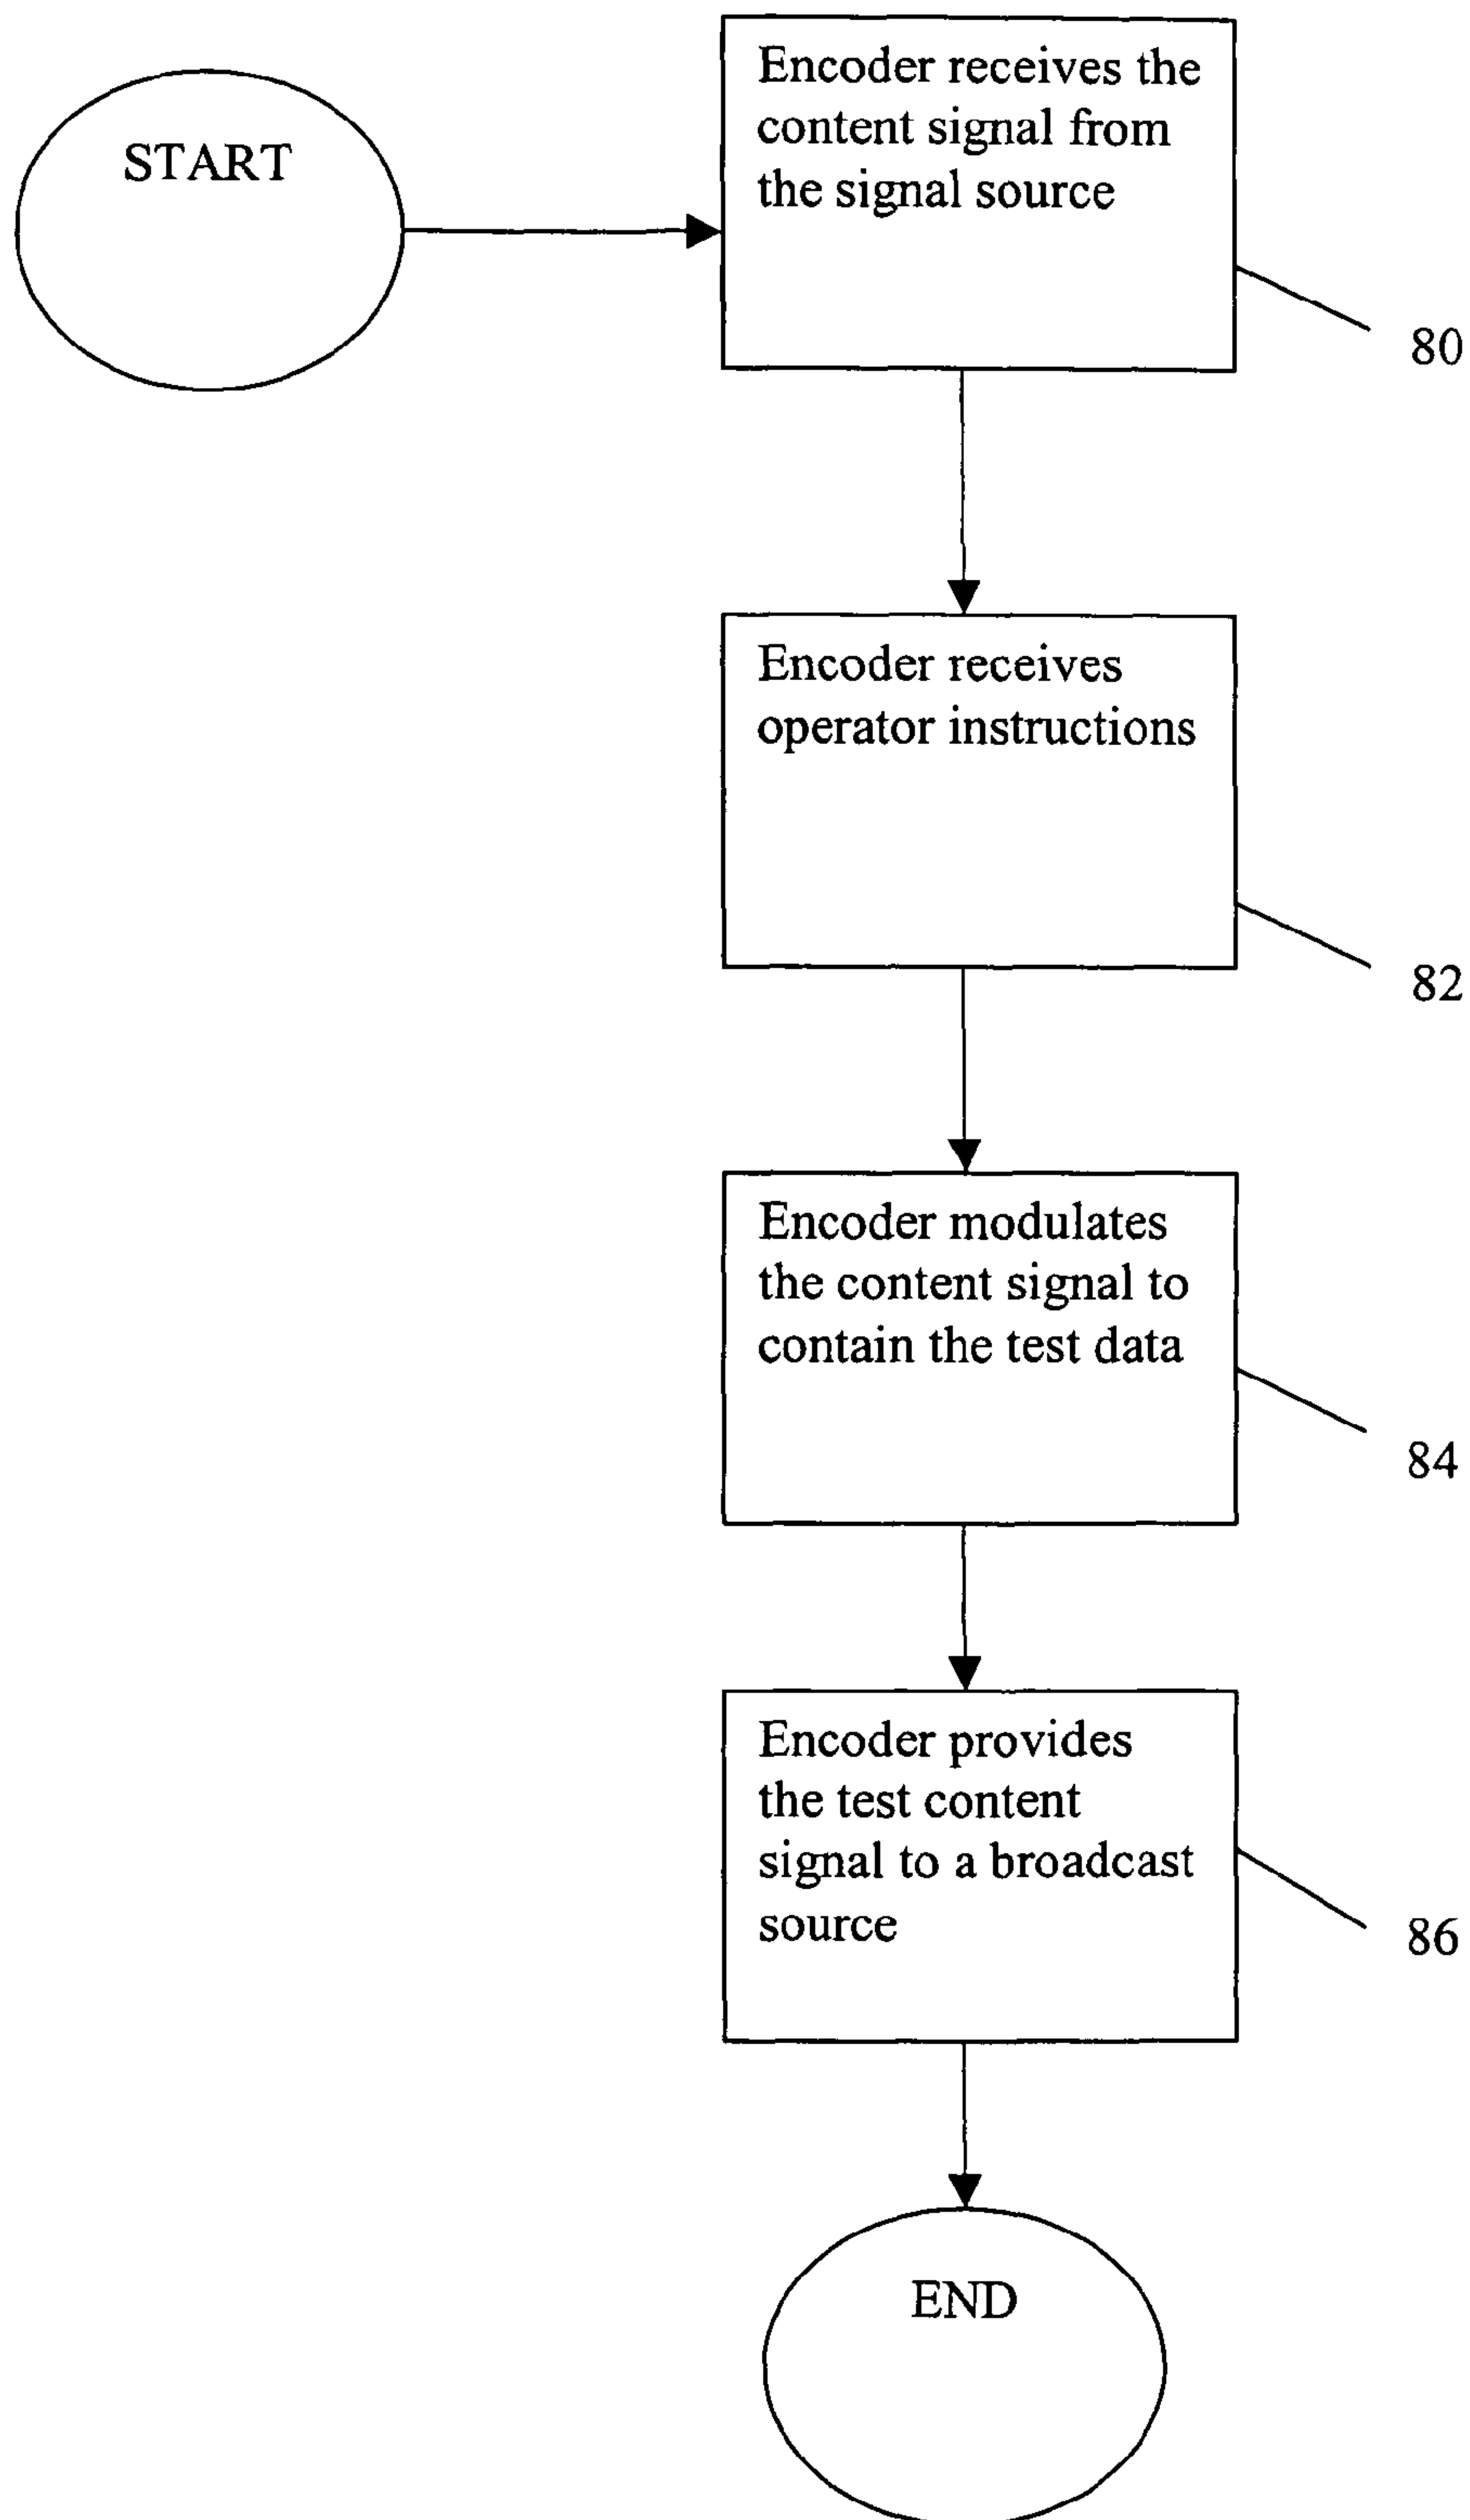 START
Encoder receives the
content signal from
the signal source
80
Encoder receives
operator instructions
82
Encoder modulates
the content signal to
contain the test data
84
Encoder provides
the test content
signal to a broadcast
source
86
END